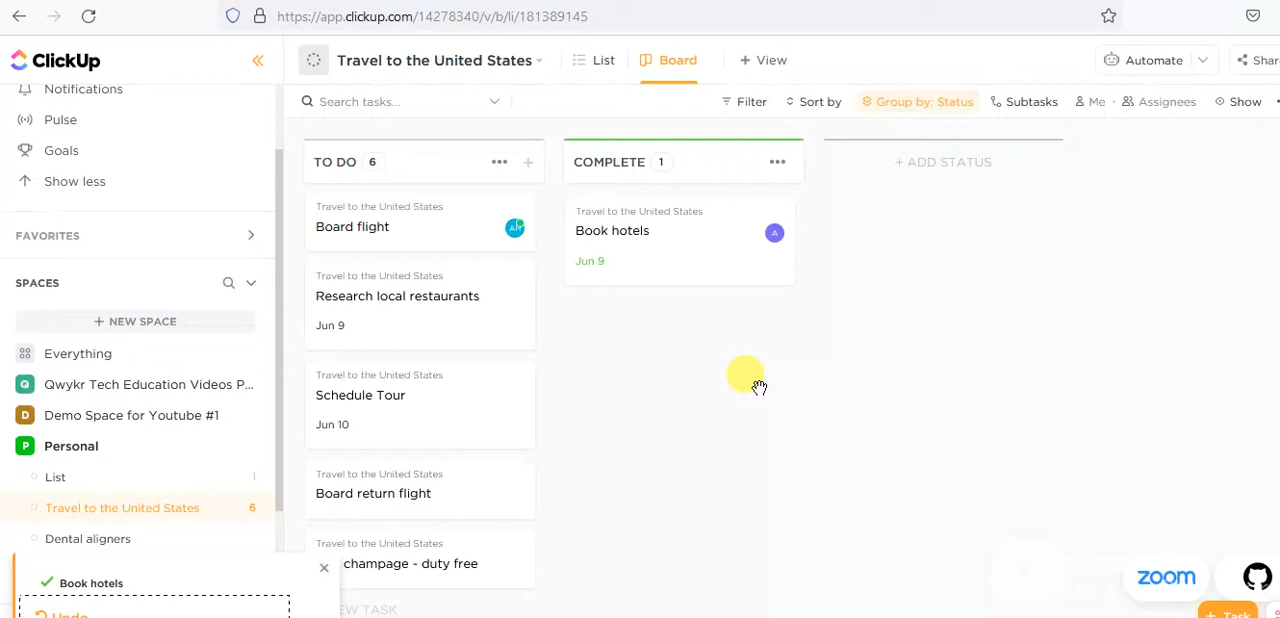 https://app.clickup.com/14278340/v/b/li/181389145
ClickUp
Travel to the United States
List
Board
+ View
Automate
Notifications
Search tasks...
Filter
Sort by
Group by: Status
Subtasks
Me
Assignees
Show
Pulse
Goals
Show less
FAVORITES
SPACES
+ NEW SPACE
Everything
Q Qwykr Tech Education Videos P...
D Demo Space for Youtube #1
P Personal
List 1
Travel to the United States 6
Dental aligners
Book hotels
Undo
TO DO 6
Travel to the United States
Board flight
Travel to the United States
Research local restaurants
Jun 9
Travel to the United States
Schedule Tour
Jun 10
Travel to the United States
Board return flight
Travel to the United States
champage - duty free
TASK
COMPLETE 1
Travel to the United States
Book hotels
A
Jun 9
+ ADD STATUS
zoom
+ Task